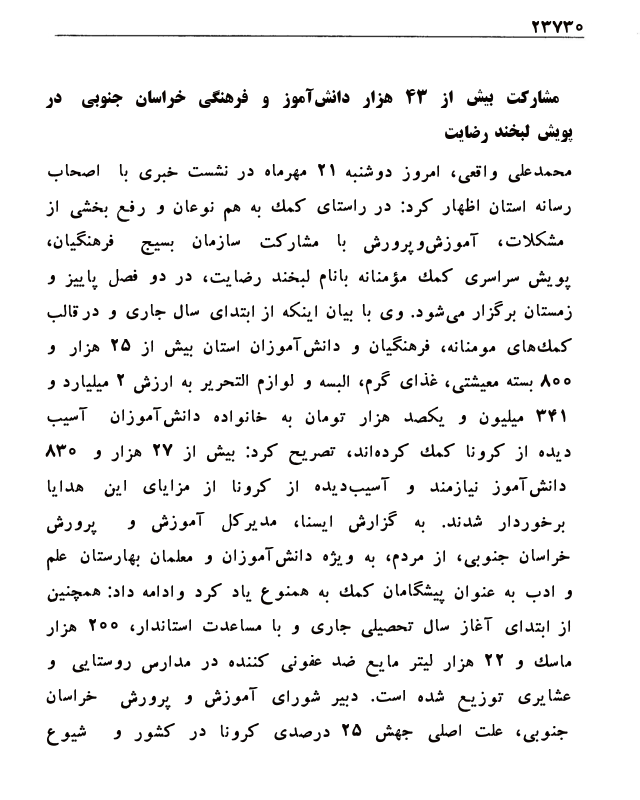 ۲۳۷۳۰
مشارکت بیش از ۴۳ هزار دانش‌آموز و فرهنگی خراسان جنوبی در
پویش لبخند رضایت
محمدعلی واقعی، امروز دوشنبه ۲۱ مهرماه در نشست خبری با اصحاب
رسانه استان اظهار کرد: در راستای کمک به هم نوعان و رفع بخشی از
مشکلات، آموزش‌وپرورش با مشارکت سازمان بسیج فرهنگیان،
پویش سراسری کمک مؤمنانه بانام لبخند رضایت، در دو فصل پاییز و
زمستان برگزار می‌شود. وی با بیان اینکه از ابتدای سال جاری و در قالب
کمک‌های مومنانه، فرهنگیان و دانش‌آموزان استان بیش از ۲۵ هزار و
۸۰۰ بسته معیشتی، غذای گرم، البسه و لوازم التحریر به ارزش ۲ میلیارد و
۳۴۱ میلیون و یکصد هزار تومان به خانواده دانش‌آموزان آسیب
دیده از کرونا کمک کرده‌اند، تصریح کرد: بیش از ۲۷ هزار و ۸۳۰
دانش‌آموز نیازمند و آسیب‌دیده از کرونا از مزایای این هدایا
برخوردار شدند. به گزارش ایسنا، مدیرکل آموزش و پرورش
خراسان جنوبی، از مردم، به ویژه دانش‌آموزان و معلمان بهارستان علم
و ادب به عنوان پیشگامان کمک به همنوع یاد کرد وادامه داد: همچنین
از ابتدای آغاز سال تحصیلی جاری و با مساعدت استاندار، ۲۰۰ هزار
ماسک و ۲۲ هزار لیتر مایع ضد عفونی کننده در مدارس روستایی و
عشایری توزیع شده است. دبیر شورای آموزش و پرورش خراسان
جنوبی، علت اصلی جهش ۲۵ درصدی کرونا در کشور و شیوع